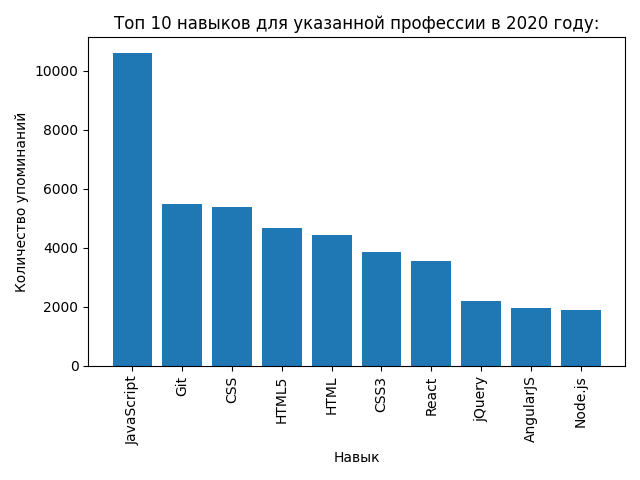 Топ 10 навыков для указанной профессии в 2020 году:
Количество упоминаний
10000
8000
6000
4000
2000
0
JavaScript
Git
CSS
HTML5
HTML
CSS3
React
jQuery
AngularJS
Node.js
Навык